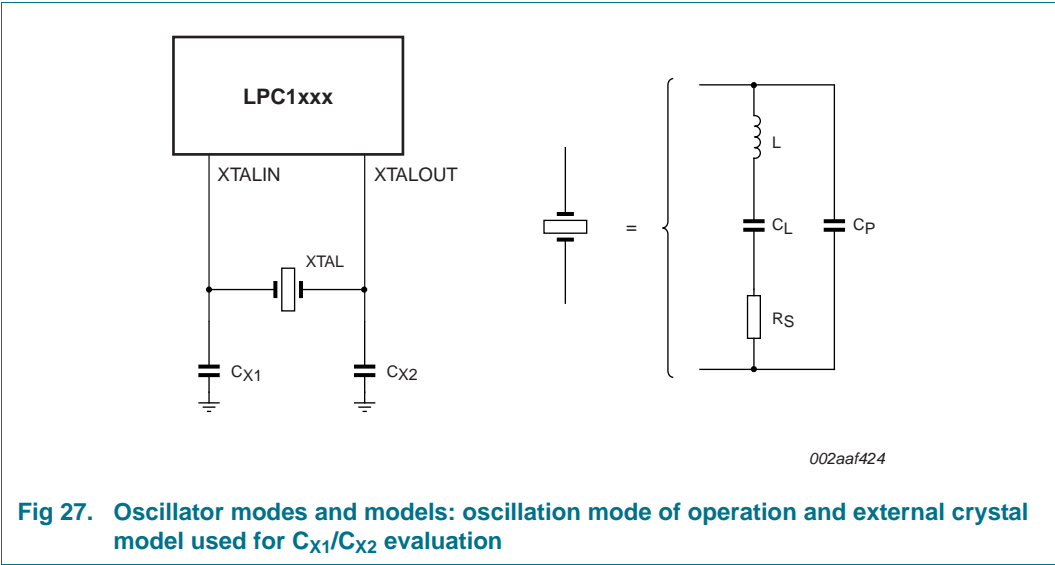 LPC1xxx
XTALIN
XTALOUT
XTAL
CX1
CX2
=
L
CL
CP
RS
002aaf424
Fig 27. Oscillator modes and models: oscillation mode of operation and external crystal
model used for CX1/CX2 evaluation